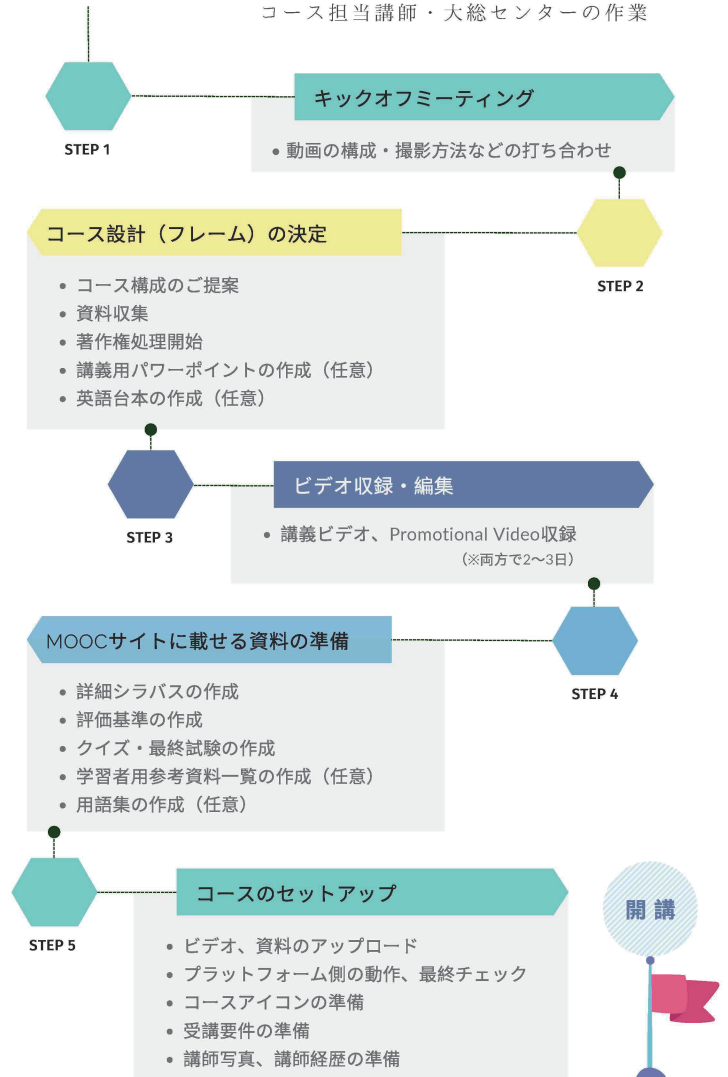 コース担当講師・大総センターの作業
キックオフミーティング
STEP 1
動画の構成・撮影方法などの打ち合わせ
コース設計（フレーム）の決定
STEP 2
コース構成のご提案
資料収集
著作権処理開始
講義用パワーポイントの作成（任意）
英語台本の作成（任意）
ビデオ収録・編集
STEP 3
講義ビデオ、Promotional Video収録
（※両方で2〜3日）
MOOCサイトに載せる資料の準備
STEP 4
詳細シラバスの作成
評価基準の作成
クイズ・最終試験の作成
学習者用参考資料一覧の作成（任意）
用語集の作成（任意）
コースのセットアップ
STEP 5
開講
ビデオ、資料のアップロード
プラットフォーム側の動作、最終チェック
コースアイコンの準備
受講要件の準備
講師写真、講師経歴の準備